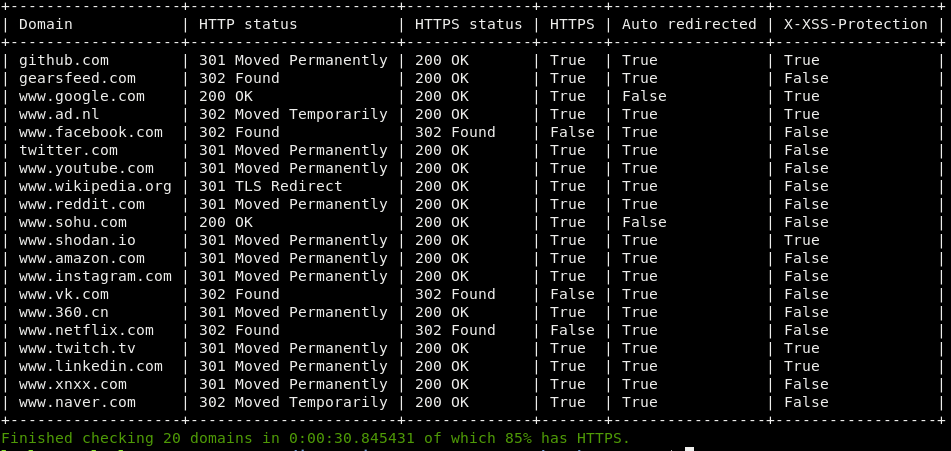 | Domain | HTTP status | HTTPS status | HTTPS | Auto redirected | X-XSS-Protection |
| github.com | 301 Moved Permanently | 200 OK | True | True | True |
| gearsfeed.com | 302 Found | 200 OK | True | True | False |
| www.google.com | 200 OK | 200 OK | True | False | True |
| www.ad.nl | 302 Moved Temporarily | 200 OK | True | True | True |
| www.facebook.com | 302 Found | 302 Found | False | True | False |
| twitter.com | 301 Moved Permanently | 200 OK | True | True | False |
| www.youtube.com | 301 Moved Permanently | 200 OK | True | True | False |
| www.wikipedia.org | 301 TLS Redirect | 200 OK | True | True | False |
| www.reddit.com | 301 Moved Permanently | 200 OK | True | True | False |
| www.sohu.com | 200 OK | 200 OK | True | False | False |
| www.shodan.io | 301 Moved Permanently | 200 OK | True | True | True |
| www.amazon.com | 301 Moved Permanently | 200 OK | True | True | False |
| www.instagram.com | 301 Moved Permanently | 200 OK | True | True | False |
| www.vk.com | 302 Found | 302 Found | False | True | False |
| www.360.cn | 301 Moved Permanently | 200 OK | True | True | False |
| www.netflix.com | 302 Found | 302 Found | False | True | False |
| www.twitch.tv | 301 Moved Permanently | 200 OK | True | True | True |
| www.linkedin.com | 301 Moved Permanently | 200 OK | True | True | True |
| www.xnxx.com | 301 Moved Permanently | 200 OK | True | True | False |
| www.naver.com | 302 Moved Temporarily | 200 OK | True | True | False |
Finished checking 20 domains in 0:00:30.845431 of which 85% has HTTPS.